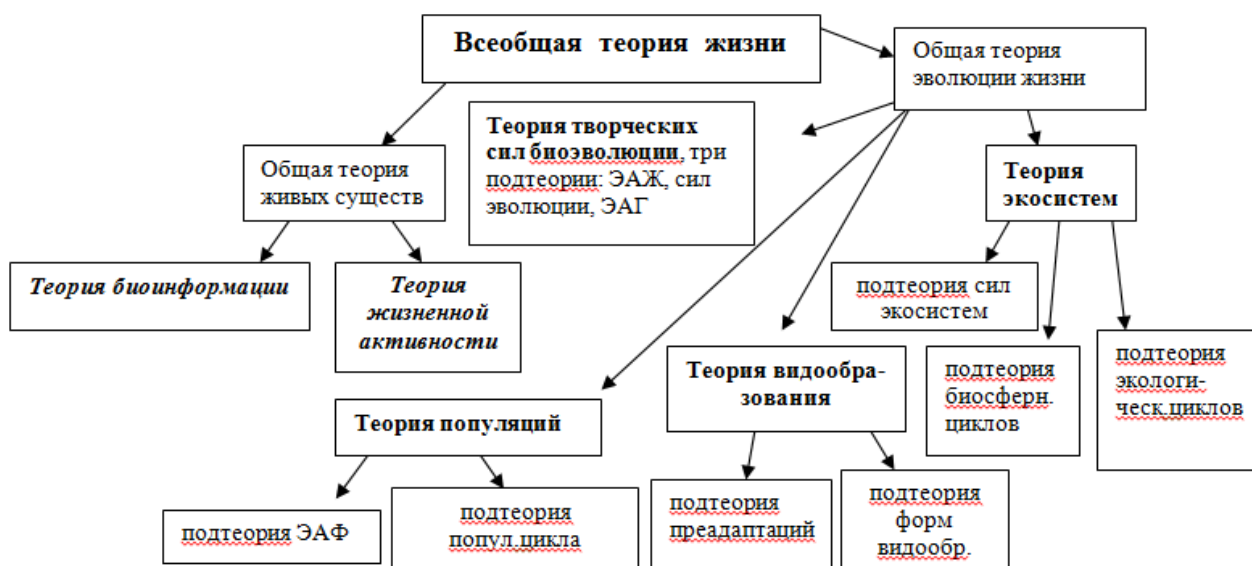 Всеобщая теория жизни
Общая теория
эволюции жизни
Теория творческих
сил биоэволюции, три
подтеории: ЭАЖ, сил
эволюции, ЭАГ
Общая теория
живых существ
Теория
экосистем
Теория биоинформации
Теория
жизненной
активности
подтеория сил
экосистем
подтеория
биосферн.
циклов
подтеория
экологи-
ческ.циклов
Теория видообра-
зования
Теория популяций
подтеория ЭАФ
подтеория
попул.цикла
подтеория
преадаптаций
подтеория
форм
видообр.